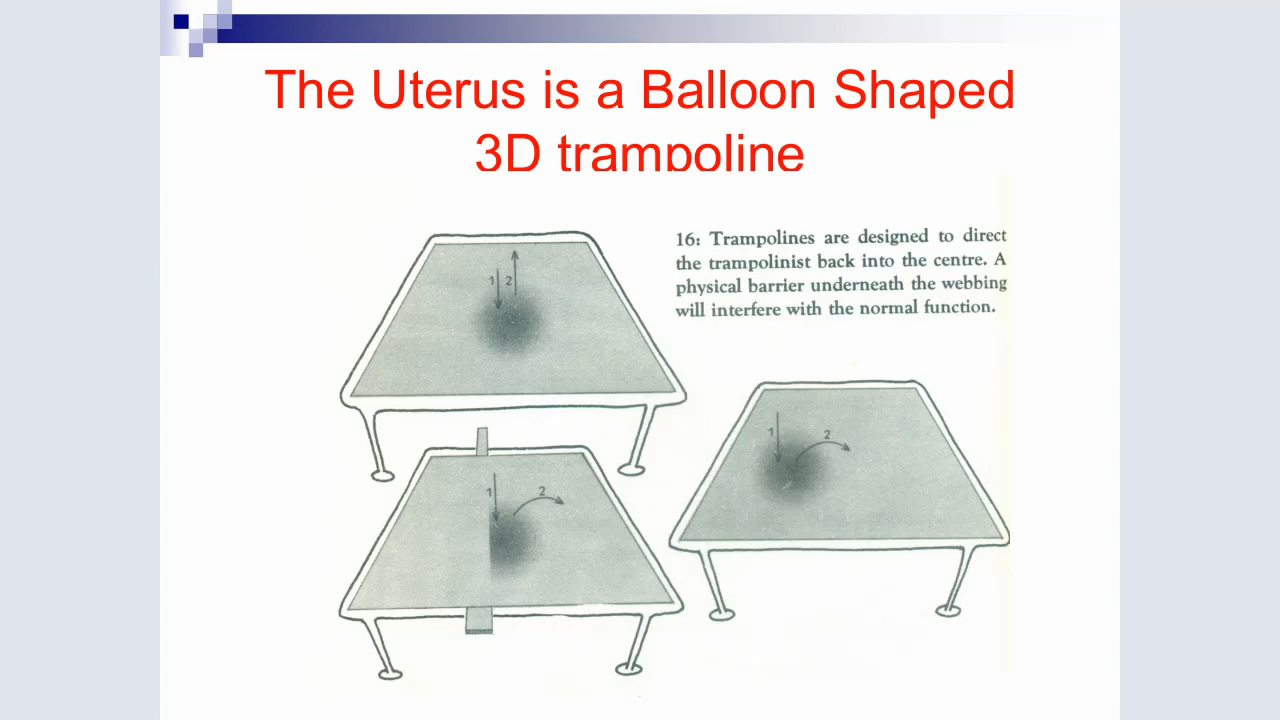 The Uterus is a Balloon Shaped
3D trampoline
16: Trampolines are designed to direct
the trampolinist back into the centre. A
physical barrier underneath the webbing
will interfere with the normal function.
1 2
1 2
1 2